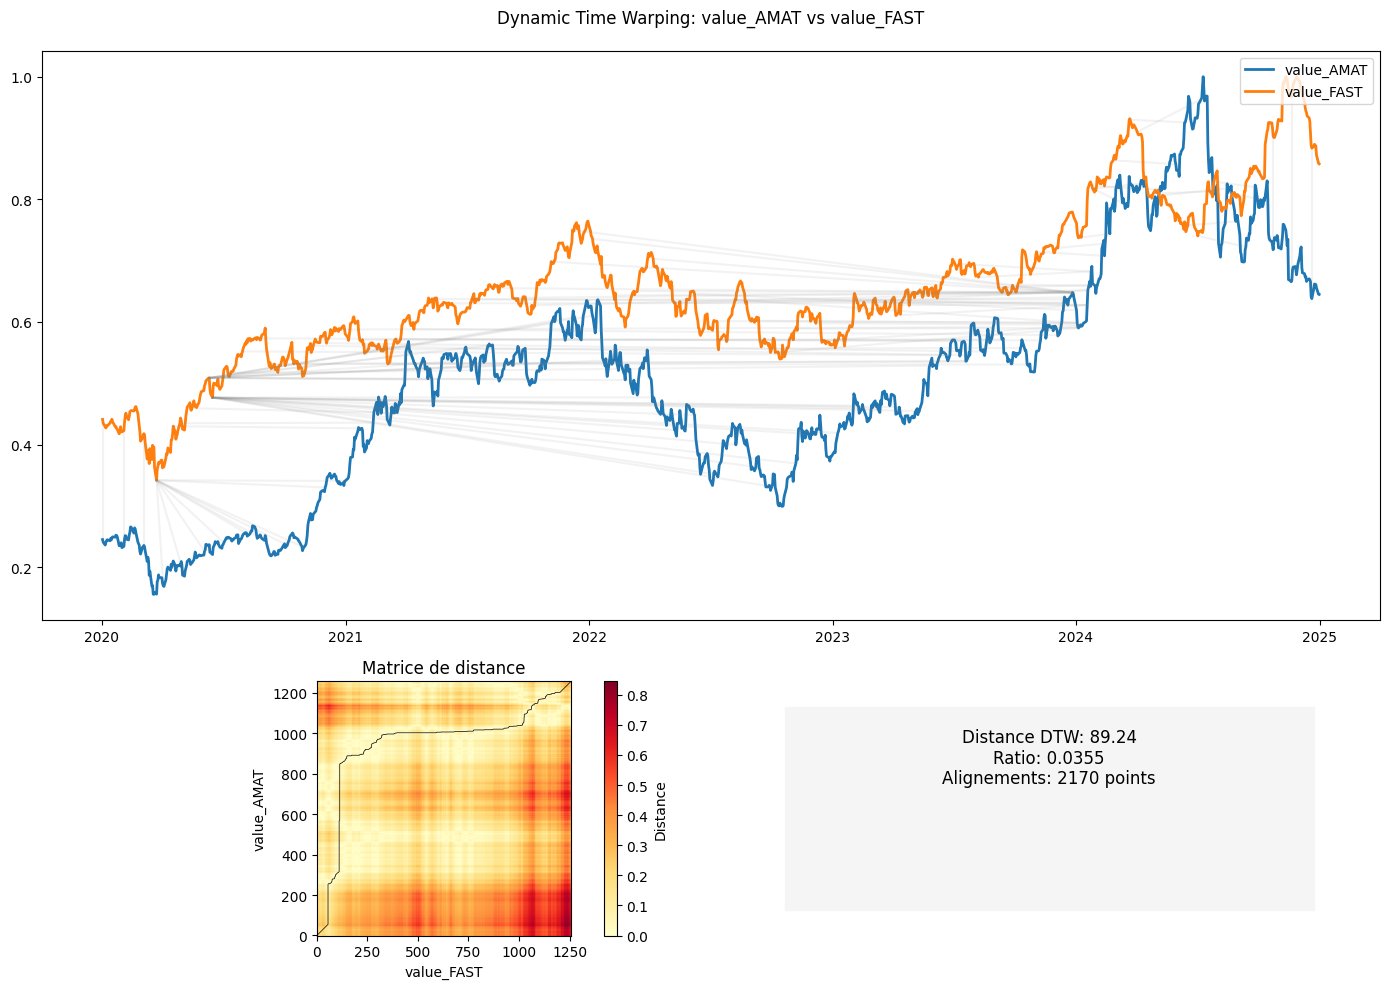 Dynamic Time Warping: value_AMAT vs value_FAST
value_AMAT
value_FAST
1.0
0.8
0.6
0.4
0.2
2020 2021 2022 2023 2024 2025
Matrice de distance
value_AMAT
1200
1000
800
600
400
200
0
0 250 500 750 1000 1250
value_FAST
0.8
0.7
0.6
0.5
0.4
0.3
0.2
0.1
0.0
Distance
Distance DTW: 89.24
Ratio: 0.0355
Alignements: 2170 points